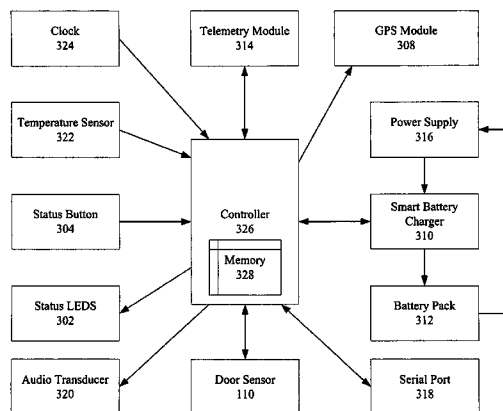 Clock
324
Telemetry Module
314
GPS Module
308
Temperature Sensor
322
Power Supply
316
Status Button
304
Controller
326
Memory
328
Smart Battery
Charger
310
Status LEDS
302
Battery Pack
312
Audio Transducer
320
Door Sensor
110
Serial Port
318